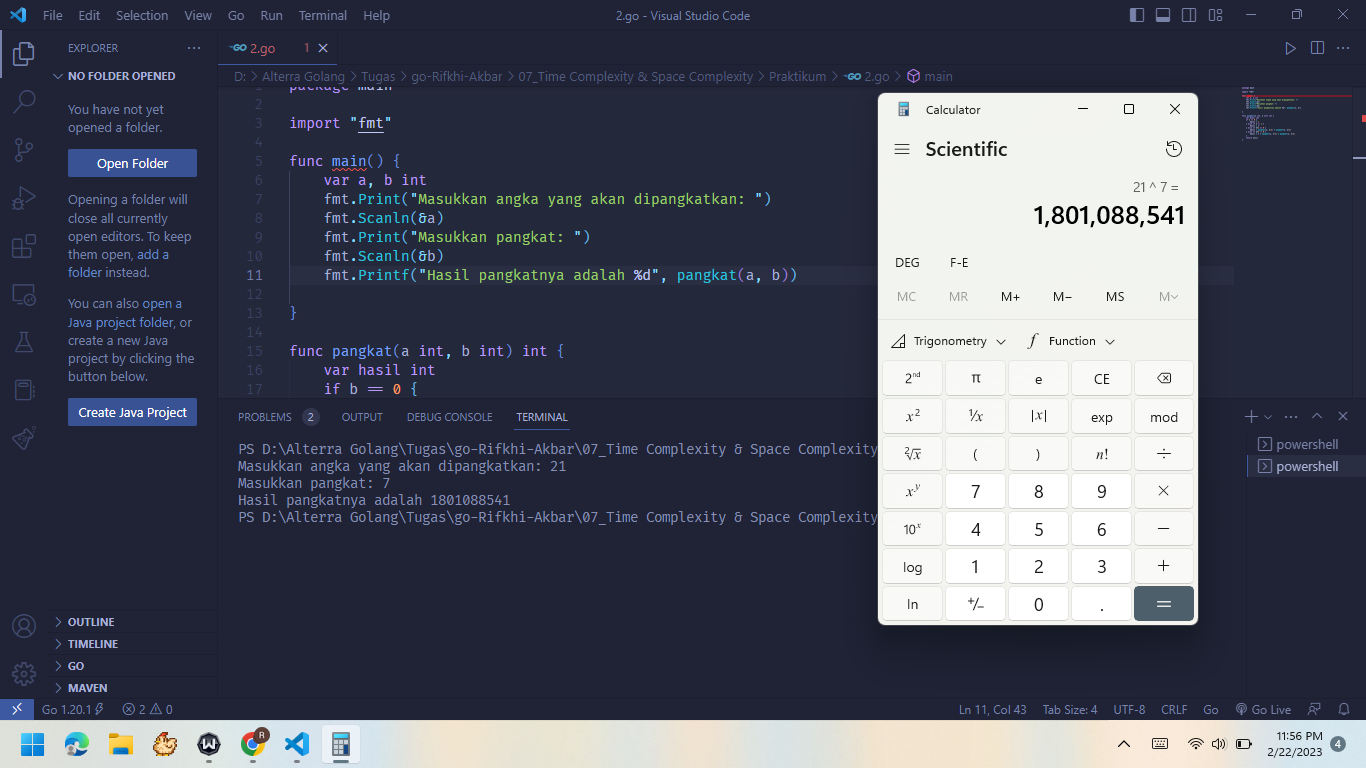 File Edit Selection View Go Run Terminal Help
2.go - Visual Studio Code
EXPLORER
NO FOLDER OPENED
You have not yet
opened a folder.
Open Folder
Opening a folder will
close all currently
open editors. To keep
them open, add a
folder instead.
You can also open a
Java project folder, or
create a new Java
project by clicking the
button below.
Create Java Project
OUTLINE
TIMELINE
GO
MAVEN
GO 2.go 1
D: > Alterra Golang > Tugas > go-Rifkhi-Akbar > 07_Time Complexity & Space Complexity > Praktikum > GO 2.go > main
1 package main
2
3 import "fmt"
4
5 func main() {
6 var a, b int
7 fmt.Print("Masukkan angka yang akan dipangkatkan: ")
8 fmt.Scanln(&a)
9 fmt.Print("Masukkan pangkat: ")
10 fmt.Scanln(&b)
11 fmt.Printf("Hasil pangkatnya adalah %d", pangkat(a, b))
12
13 }
14
15 func pangkat(a int, b int) int {
16 var hasil int
17 if b == 0 {
PROBLEMS 2 OUTPUT DEBUG CONSOLE TERMINAL
PS D:\Alterra Golang\Tugas\go-Rifkhi-Akbar\07_Time Complexity & Space Complexity
Masukkan angka yang akan dipangkatkan: 21
Masukkan pangkat: 7
Hasil pangkatnya adalah 1801088541
PS D:\Alterra Golang\Tugas\go-Rifkhi-Akbar\07_Time Complexity & Space Complexity
powershell
powershell
Calculator
Scientific
21 ^ 7 =
1,801,088,541
DEG F-E
MC MR M+ M− MS M
Trigonometry Function
2nd π e CE
x2 1/x |x| exp mod
2√x ( ) n! ÷
xy 7 8 9 ×
10x 4 5 6 −
log 1 2 3 +
ln +/− 0 . =
Go 1.20.1 2 0
Ln 11, Col 43 Tab Size: 4 UTF-8 CRLF Go Go Live
R
11:56 PM
2/22/2023 4